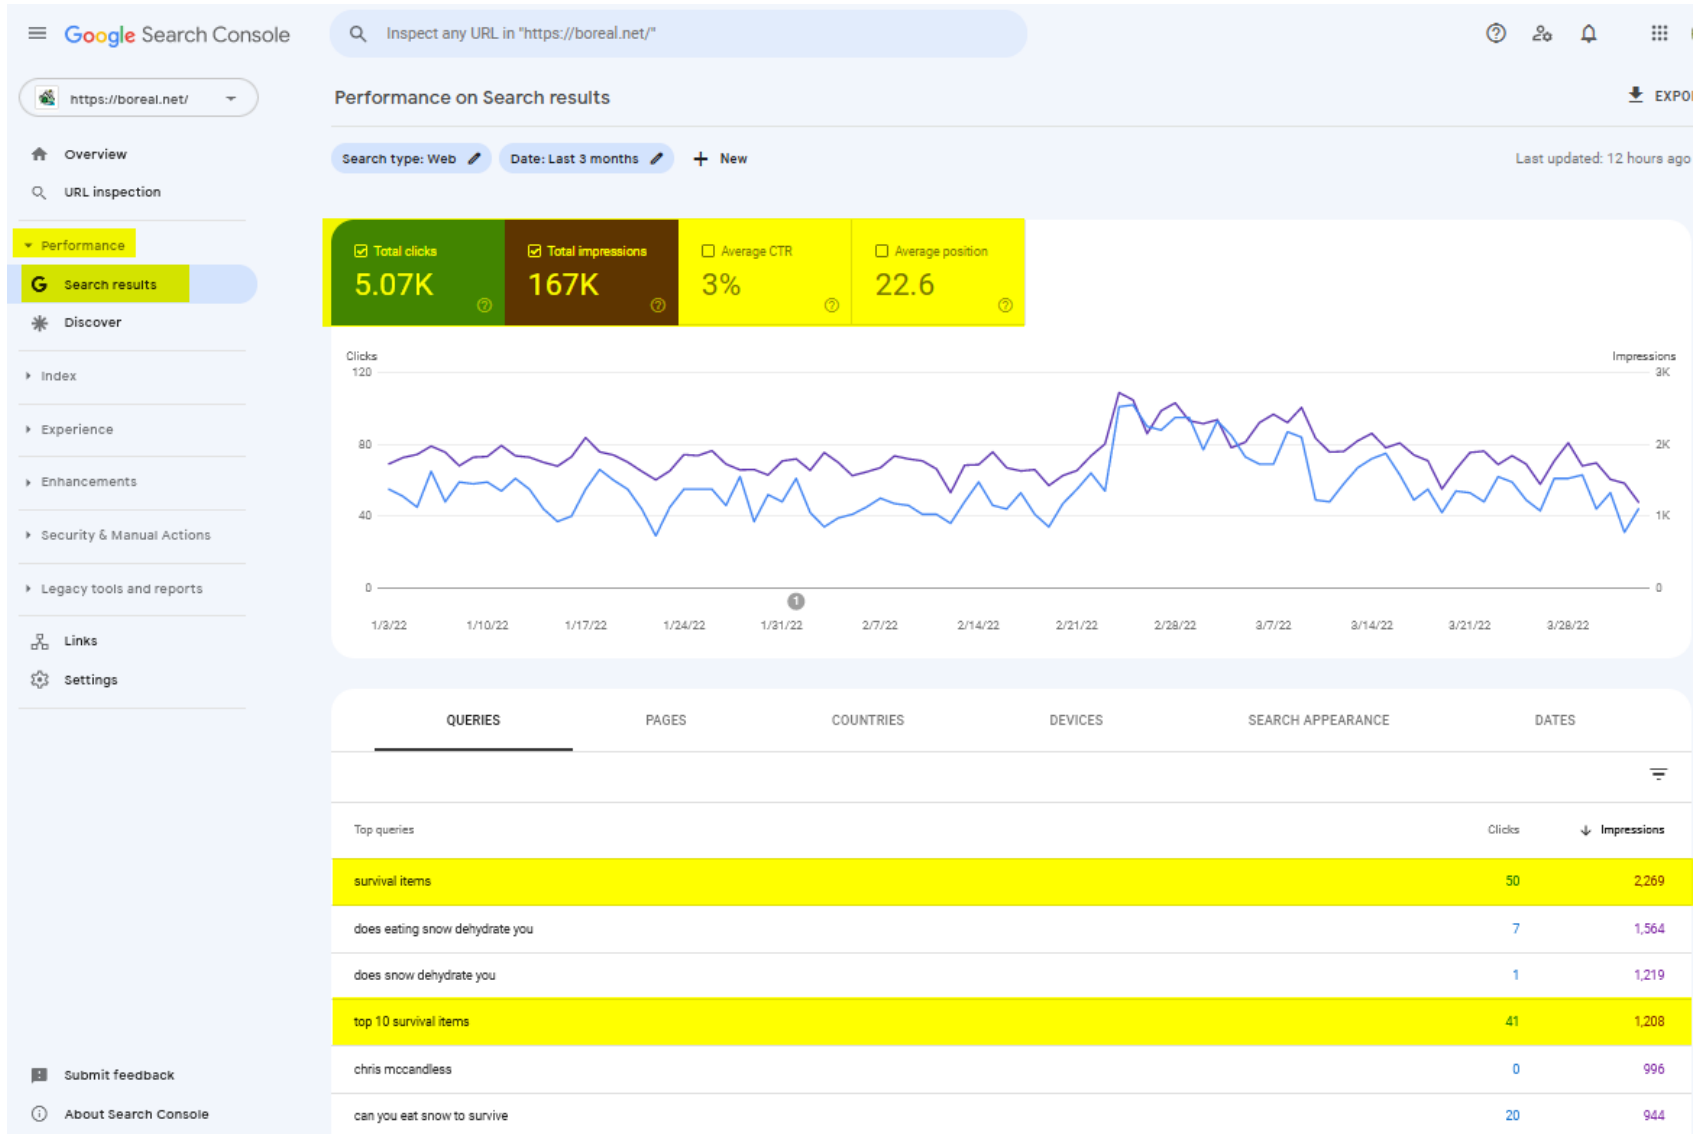 Google Search Console
Inspect any URL in "https://boreal.net/"
https://boreal.net/
Performance on Search results
Overview
URL inspection
Performance
Search results
Discover
Index
Experience
Enhancements
Security & Manual Actions
Legacy tools and reports
Links
Settings
Submit feedback
About Search Console
Search type: Web
Date: Last 3 months
New
Last updated: 12 hours ago
Total clicks
5.07K
Total impressions
167K
Average CTR
3%
Average position
22.6
Clicks
Impressions
120
3K
80
2K
40
1K
0
0
1
1/3/22 1/10/22 1/17/22 1/24/22 1/31/22 2/7/22 2/14/22 2/21/22 2/28/22 3/7/22 3/14/22 3/21/22 3/28/22
QUERIES PAGES COUNTRIES DEVICES SEARCH APPEARANCE DATES
Top queries Clicks Impressions
survival items 50 2,269
does eating snow dehydrate you 7 1,564
does snow dehydrate you 1 1,219
top 10 survival items 41 1,208
chris mccandless 0 996
can you eat snow to survive 20 944